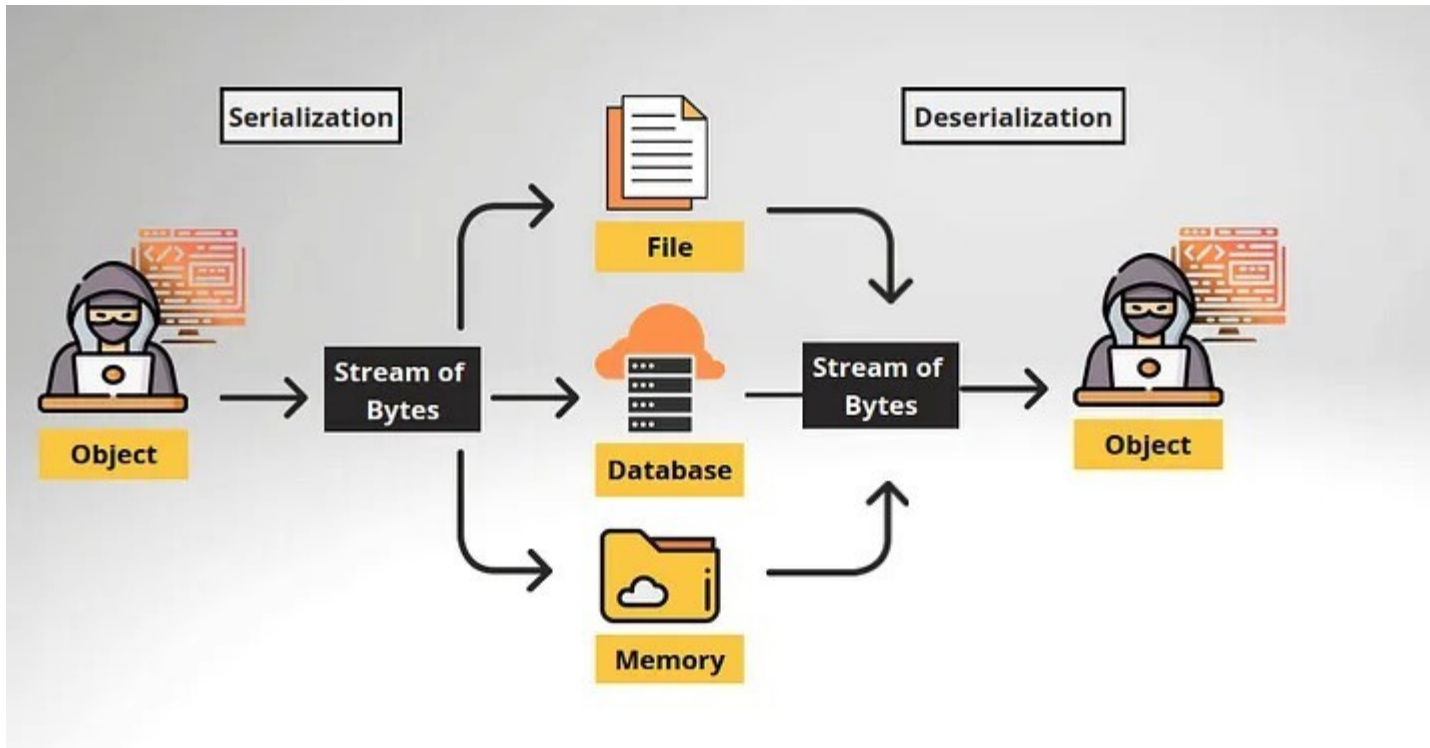 Serialization
Deserialization
File
Stream of
Bytes
Stream of
Bytes
Object
Object
Database
Memory